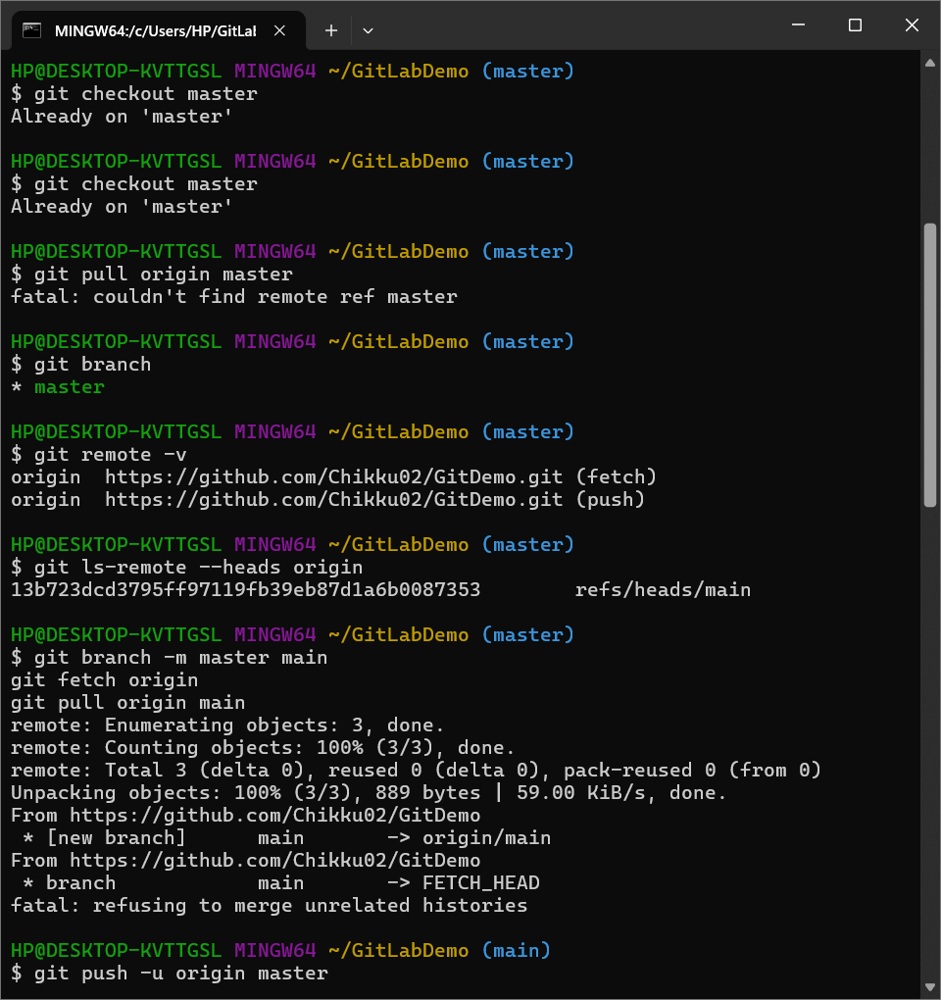 MINGW64:/c/Users/HP/GitLab
HP@DESKTOP-KVTTGSL MINGW64 ~/GitLabDemo (master)
$ git checkout master
Already on 'master'
HP@DESKTOP-KVTTGSL MINGW64 ~/GitLabDemo (master)
$ git checkout master
Already on 'master'
HP@DESKTOP-KVTTGSL MINGW64 ~/GitLabDemo (master)
$ git pull origin master
fatal: couldn't find remote ref master
HP@DESKTOP-KVTTGSL MINGW64 ~/GitLabDemo (master)
$ git branch
* master
HP@DESKTOP-KVTTGSL MINGW64 ~/GitLabDemo (master)
$ git remote -v
origin  https://github.com/Chikku02/GitDemo.git (fetch)
origin  https://github.com/Chikku02/GitDemo.git (push)
HP@DESKTOP-KVTTGSL MINGW64 ~/GitLabDemo (master)
$ git ls-remote --heads origin
13b723dcd3795ff97119fb39eb87d1a6b0087353        refs/heads/main
HP@DESKTOP-KVTTGSL MINGW64 ~/GitLabDemo (master)
$ git branch -m master main
git fetch origin
git pull origin main
remote: Enumerating objects: 3, done.
remote: Counting objects: 100% (3/3), done.
remote: Total 3 (delta 0), reused 0 (delta 0), pack-reused 0 (from 0)
Unpacking objects: 100% (3/3), 889 bytes | 59.00 KiB/s, done.
From https://github.com/Chikku02/GitDemo
 * [new branch]      main       -> origin/main
From https://github.com/Chikku02/GitDemo
 * branch            main       -> FETCH_HEAD
fatal: refusing to merge unrelated histories
HP@DESKTOP-KVTTGSL MINGW64 ~/GitLabDemo (main)
$ git push -u origin master